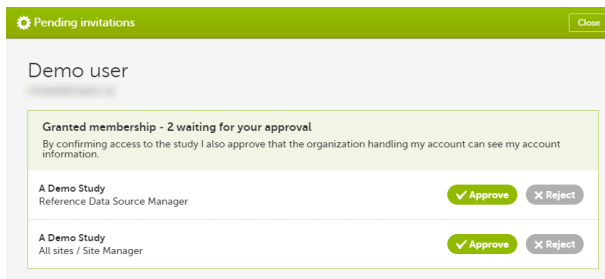 Pending invitations
Close
Demo user
Granted membership - 2 waiting for your approval
By confirming access to the study I also approve that the organization handling my account can see my account
information.
A Demo Study
Reference Data Source Manager
Approve
Reject
A Demo Study
All sites / Site Manager
Approve
Reject